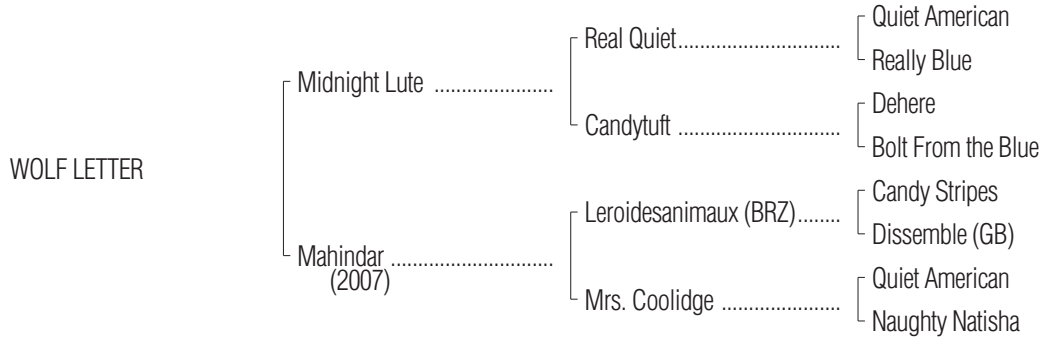 Quiet American
Real Quiet..............................
Really Blue
Midnight Lute ......................
Dehere
Candytuft ..............................
Bolt From the Blue
WOLF LETTER
Candy Stripes
Leroidesanimaux (BRZ)........
Dissemble (GB)
Mahindar ..............................
(2007)
Quiet American
Mrs. Coolidge ......................
Naughty Natisha